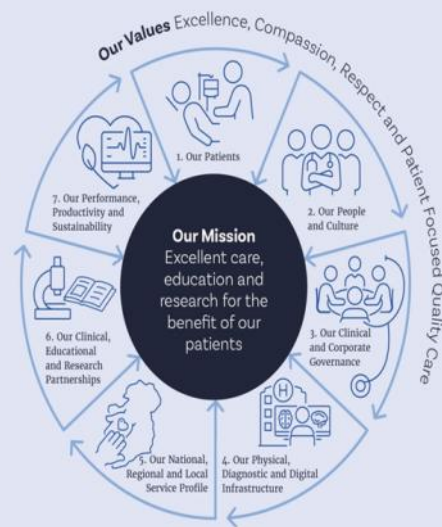 Our Values Excellence, Compassion, Respect and Patient Focused Quality Care
1. Our Patients
2. Our People
and Culture
3. Our Clinical
and Corporate
Governance
4. Our Physical,
Diagnostic and Digital
Infrastructure
5. Our National,
Regional and Local
Service Profile
6. Our Clinical,
Educational
and Research
Partnerships
7. Our Performance,
Productivity and
Sustainability
Our Mission
Excellent care,
education and
research for the
benefit of our
patients
H